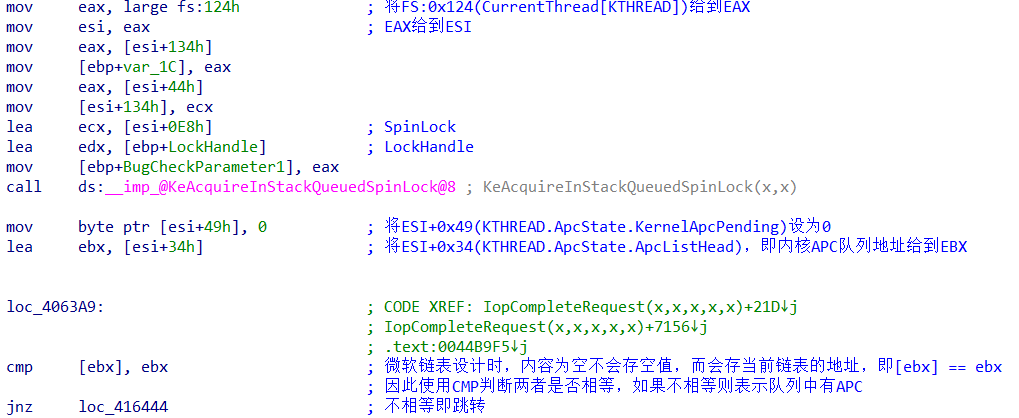 mov     eax, large fs:124h              ; 将FS:0x124(CurrentThread[KTHREAD])给到EAX
mov     esi, eax                        ; EAX给到ESI
mov     eax, [esi+134h]
mov     [ebp+var_1C], eax
mov     eax, [esi+44h]
mov     [esi+134h], ecx
lea     ecx, [esi+0E8h]                 ; SpinLock
lea     edx, [ebp+LockHandle]           ; LockHandle
mov     [ebp+BugCheckParameter1], eax
call    ds:__imp_@KeAcquireInStackQueuedSpinLock@8 ; KeAcquireInStackQueuedSpinLock(x,x)
mov     byte ptr [esi+49h], 0           ; 将ESI+0x49(KTHREAD.ApcState.KernelApcPending)设为0
lea     ebx, [esi+34h]                  ; 将ESI+0x34(KTHREAD.ApcState.ApcListHead)，即内核APC队列地址给到EBX
loc_4063A9:                             ; CODE XREF: IopCompleteRequest(x,x,x,x,x)+21D↓j
                                        ; IopCompleteRequest(x,x,x,x,x)+7156↓j
                                        ; .text:0044B9F5↓j
cmp     [ebx], ebx                      ; 微软链表设计时，内容为空不会存空值，而会存当前链表的地址，即[ebx] == ebx
                                        ; 因此使用CMP判断两者是否相等，如果不相等则表示队列中有APC
jnz     loc_416444                      ; 不相等即跳转